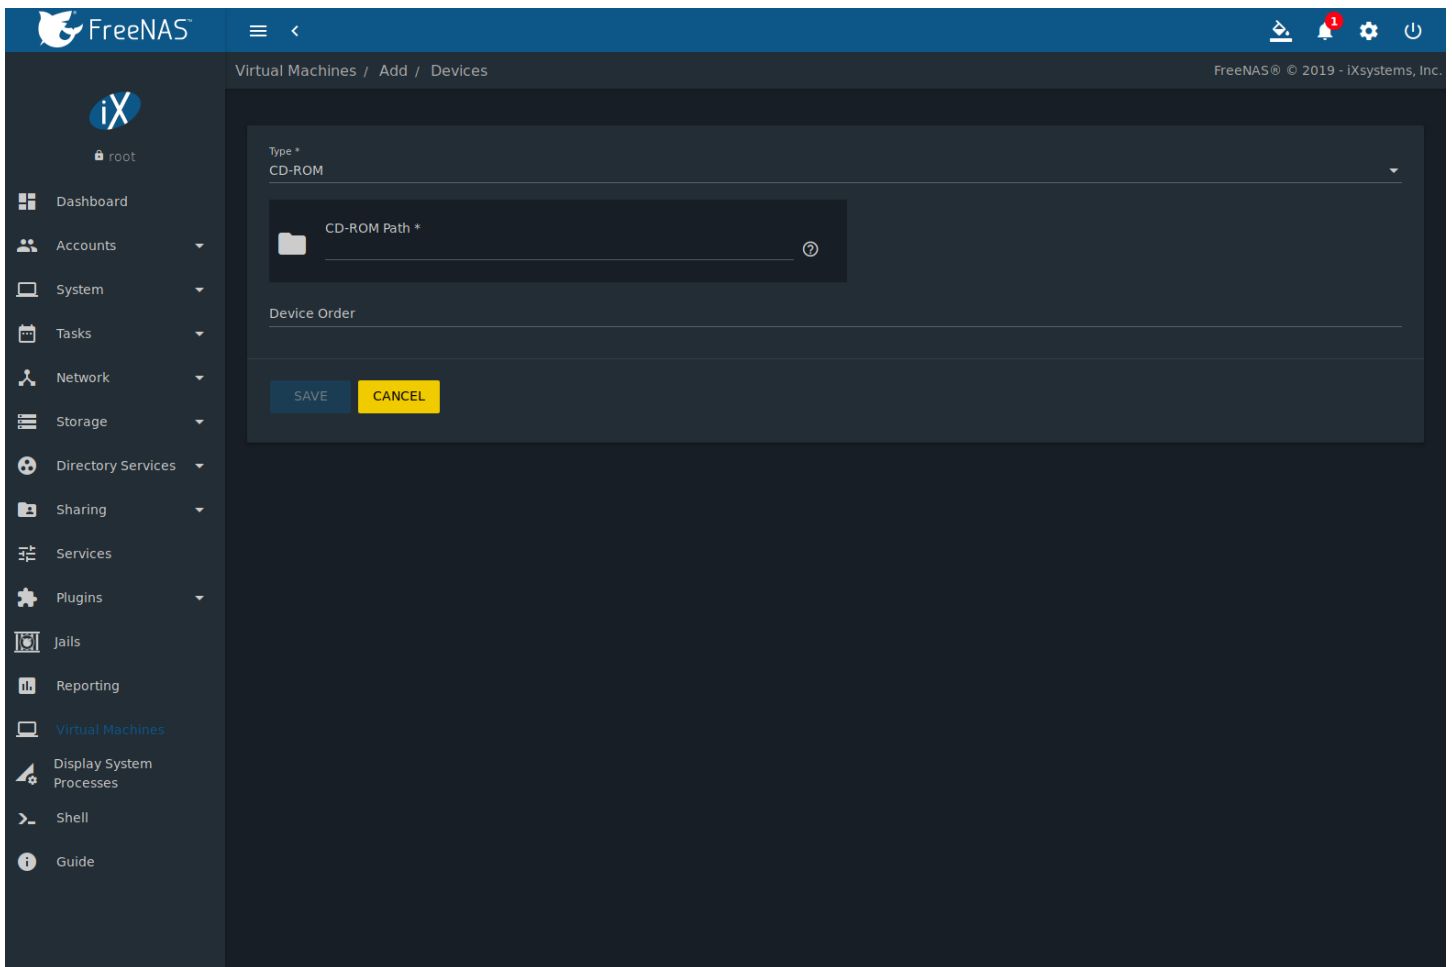 FreeNAS®
1
Virtual Machines / Add / Devices
FreeNAS® © 2019 - iXsystems, Inc.
iX
root
Dashboard
Accounts
System
Tasks
Network
Storage
Directory Services
Sharing
Services
Plugins
Jails
Reporting
Virtual Machines
Display System
Processes
Shell
Guide
Type *
CD-ROM
CD-ROM Path *
Device Order
SAVE
CANCEL